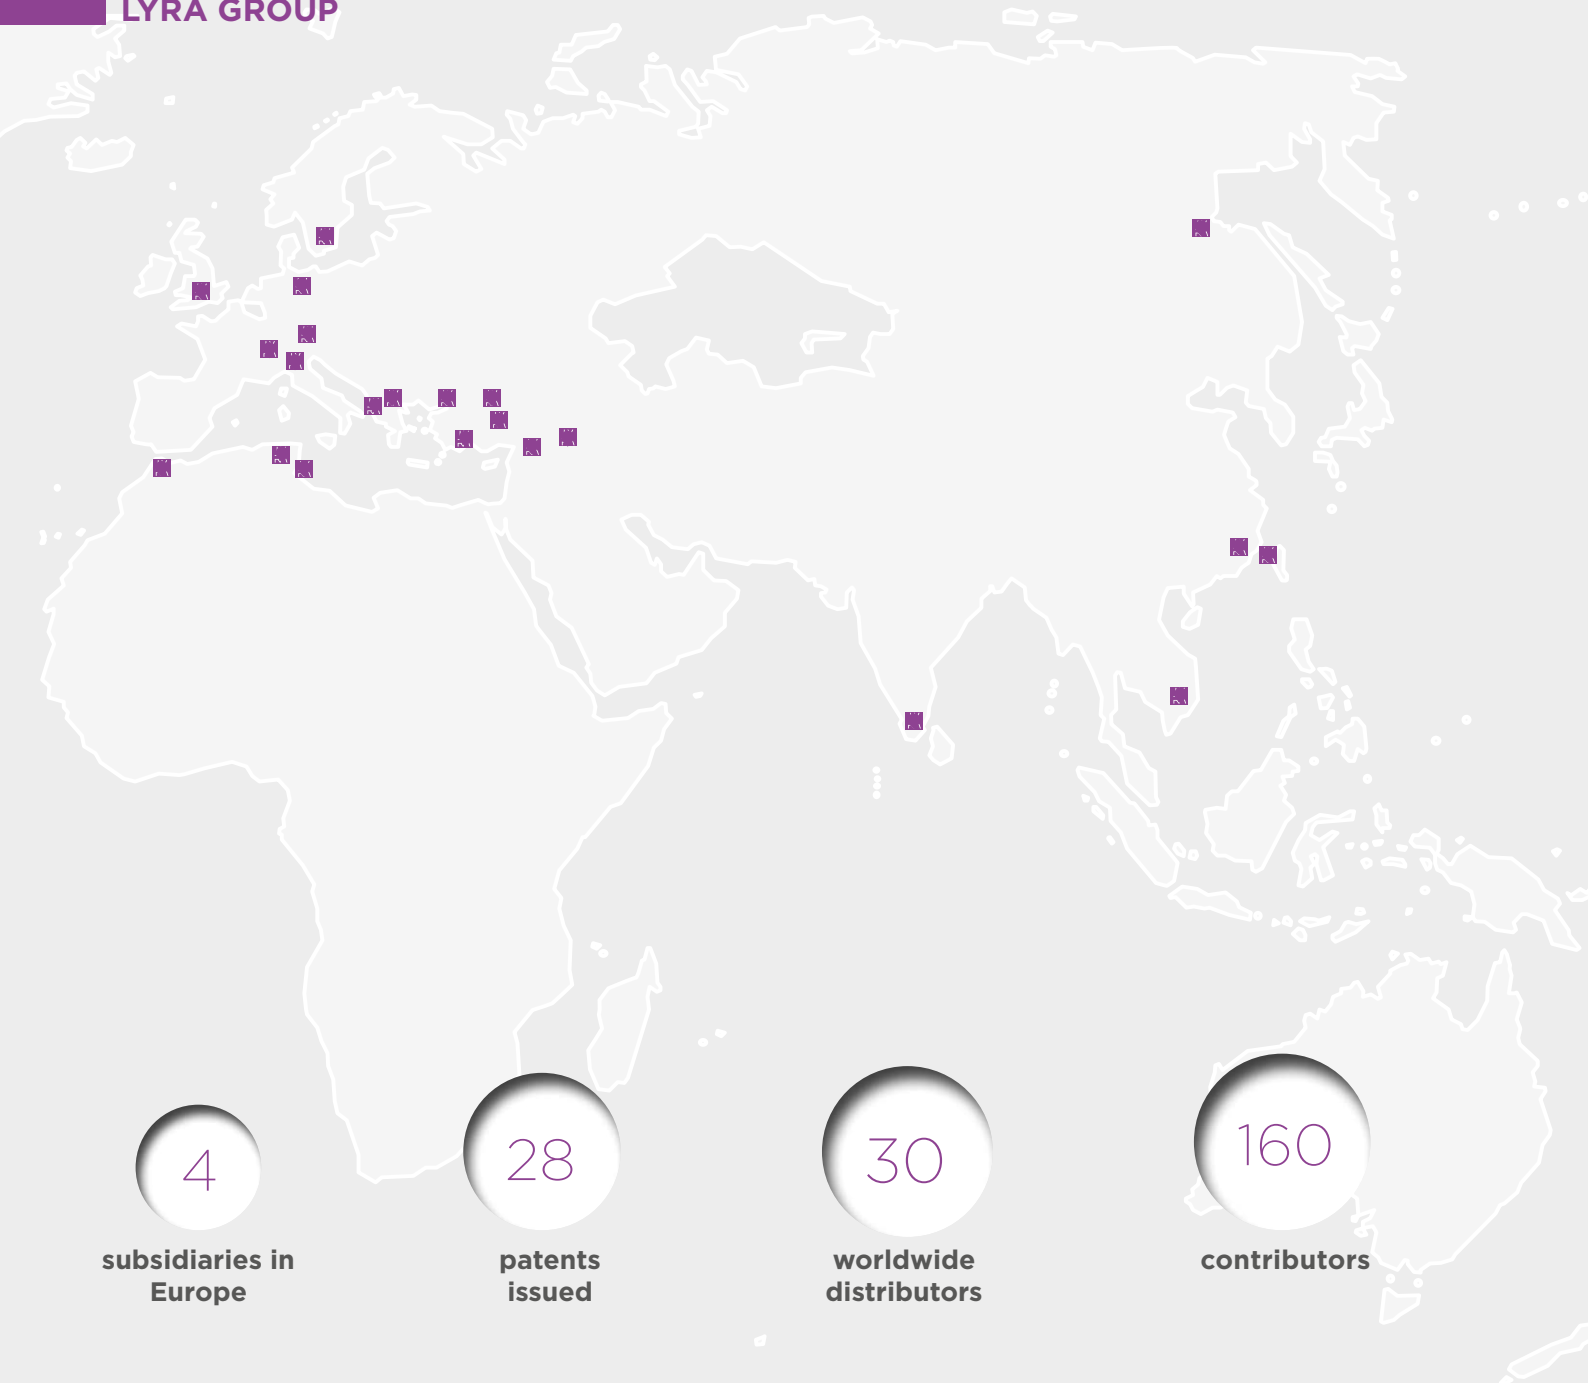 LYRA GROUP
4
subsidiaries in
Europe
28
patents
issued
30
worldwide
distributors
160
contributors